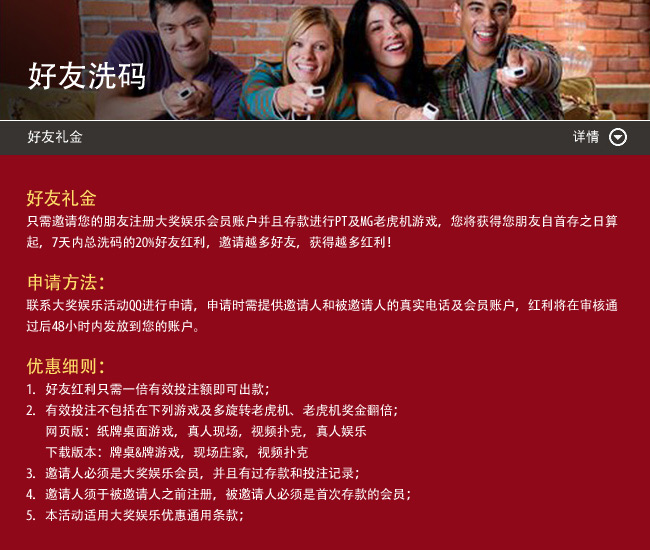 好友洗码
好友礼金 详情
好友礼金
只需邀请您的朋友注册大奖娱乐会员账户并且存款进行PT及MG老虎机游戏，您将获得您朋友自首存之日算
起，7天内总洗码的20%好友红利，邀请越多好友，获得越多红利！
申请方法：
联系大奖娱乐活动QQ进行申请，申请时需提供邀请人和被邀请人的真实电话及会员账户，红利将在审核通
过后48小时内发放到您的账户。
优惠细则：
1. 好友红利只需一倍有效投注额即可出款；
2. 有效投注不包括在下列游戏及多旋转老虎机、老虎机奖金翻倍；
网页版：纸牌桌面游戏，真人现场，视频扑克，真人娱乐
下载版本：牌桌&牌游戏，现场庄家，视频扑克
3. 邀请人必须是大奖娱乐会员，并且有过存款和投注记录；
4. 邀请人须于被邀请人之前注册，被邀请人必须是首次存款的会员；
5. 本活动适用大奖娱乐优惠通用条款；